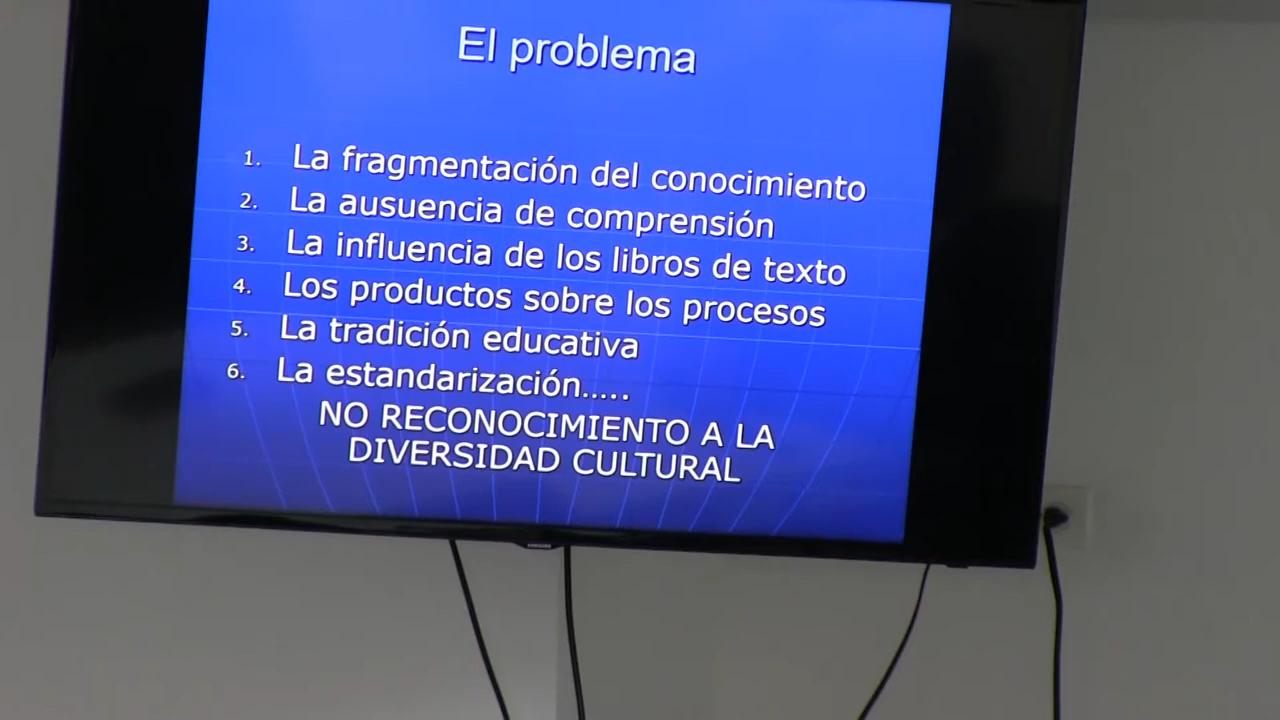 El problema
1. La fragmentación del conocimiento
2. La ausuencia de comprensión
3. La influencia de los libros de texto
4. Los productos sobre los procesos
5. La tradición educativa
6. La estandarización.....
NO RECONOCIMIENTO A LA
DIVERSIDAD CULTURAL
SAMSUNG